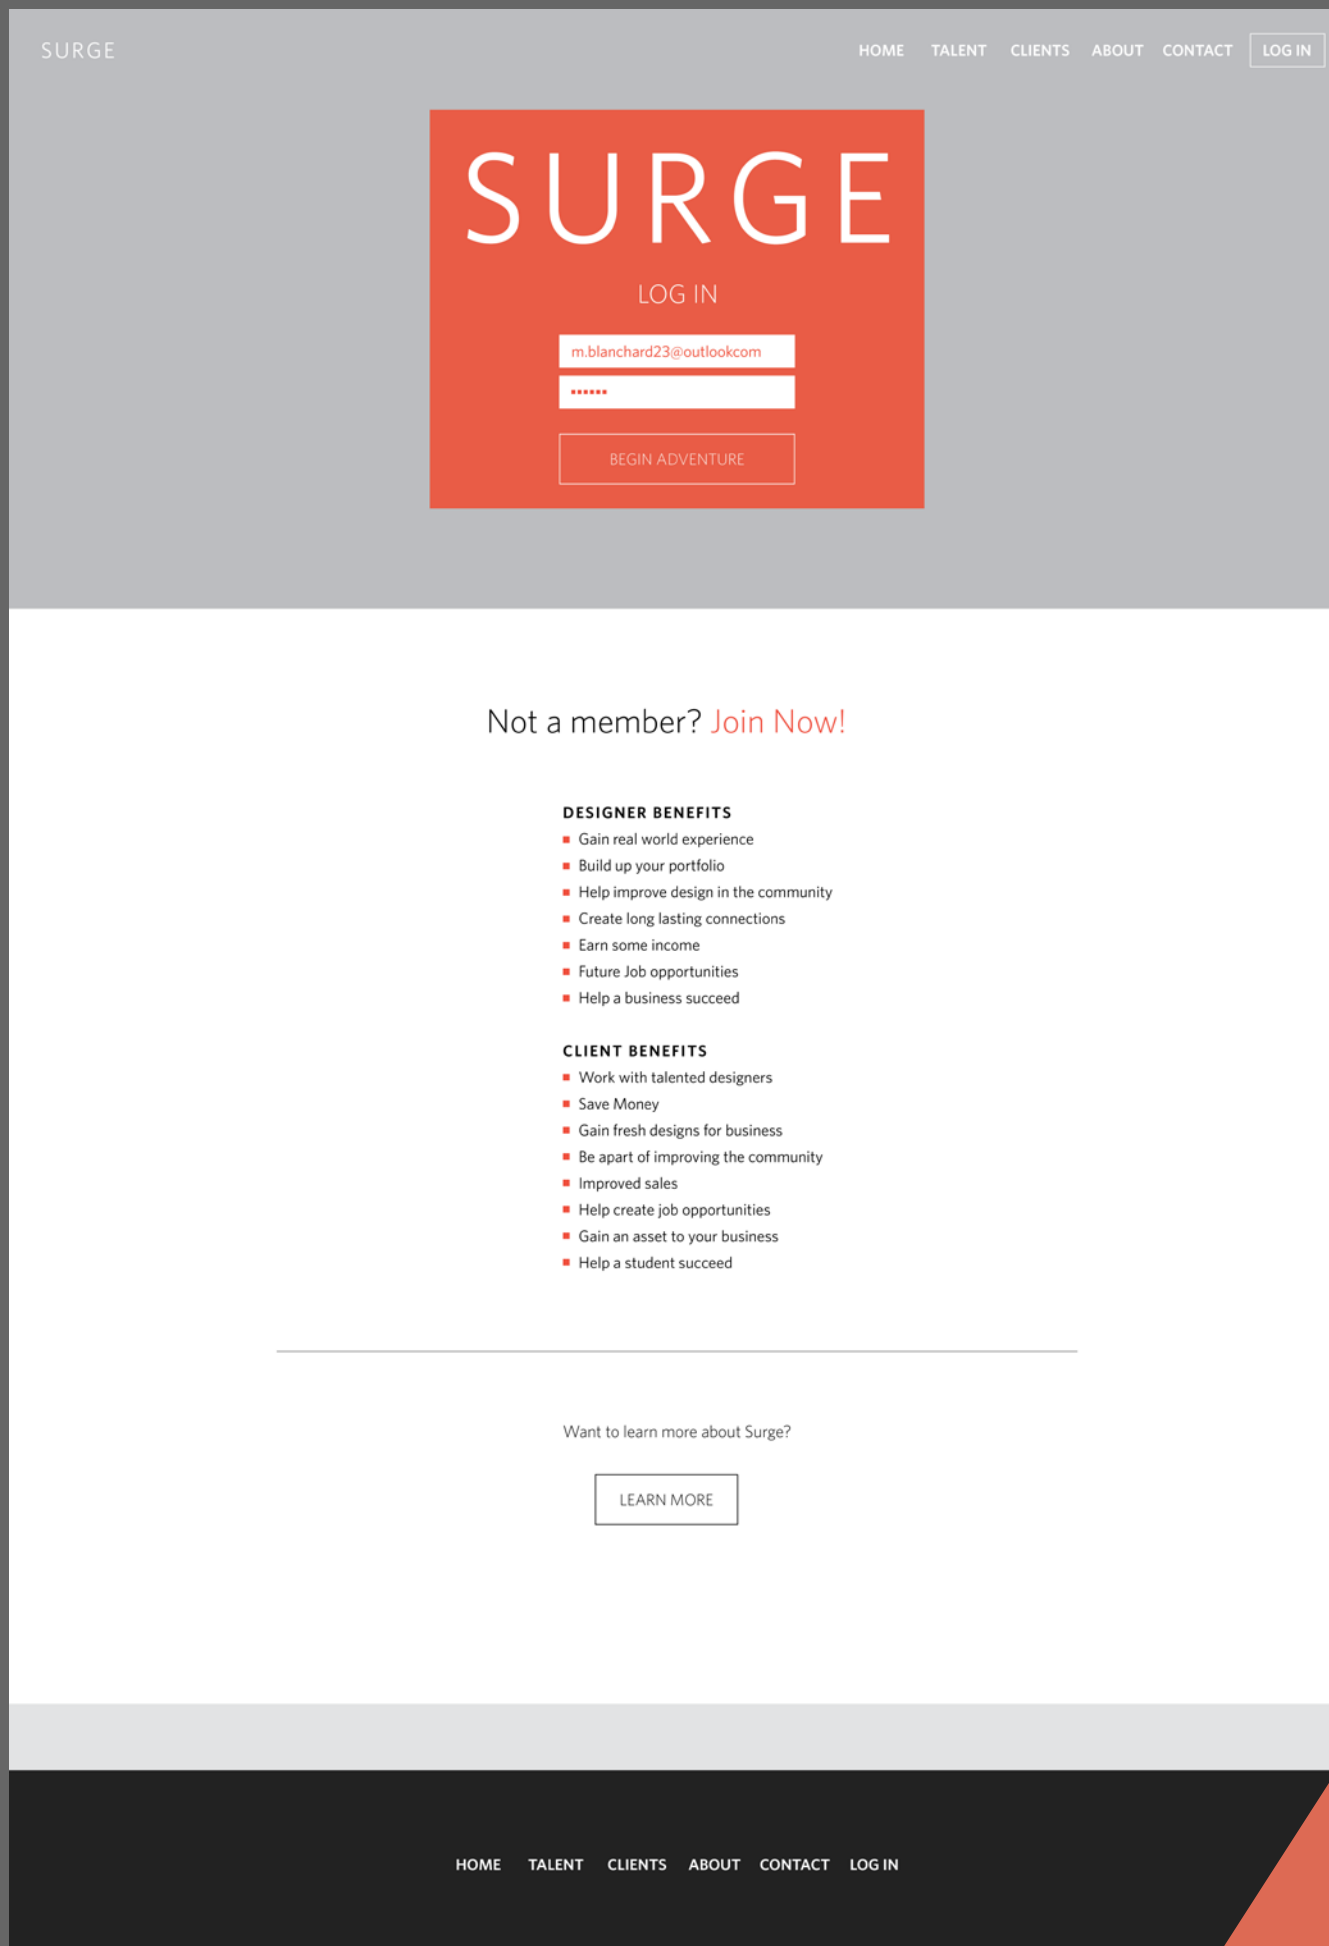 SURGE
HOME TALENT CLIENTS ABOUT CONTACT LOG IN
SURGE
LOG IN
m.blanchard23@outlookcom
BEGIN ADVENTURE
Not a member? Join Now!
DESIGNER BENEFITS
Gain real world experience
Build up your portfolio
Help improve design in the community
Create long lasting connections
Earn some income
Future Job opportunities
Help a business succeed
CLIENT BENEFITS
Work with talented designers
Save Money
Gain fresh designs for business
Be apart of improving the community
Improved sales
Help create job opportunities
Gain an asset to your business
Help a student succeed
Want to learn more about Surge?
LEARN MORE
HOME TALENT CLIENTS ABOUT CONTACT LOG IN